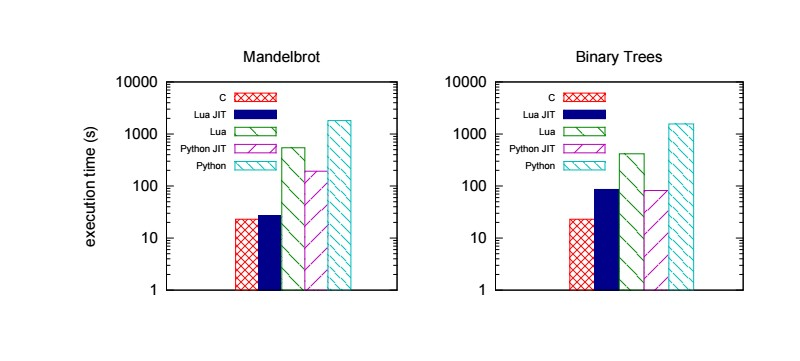 Mandelbrot
10000
1000
100
10
1
execution time (s)
C
Lua JIT
Lua
Python JIT
Python
Binary Trees
10000
1000
100
10
1
C
Lua JIT
Lua
Python JIT
Python